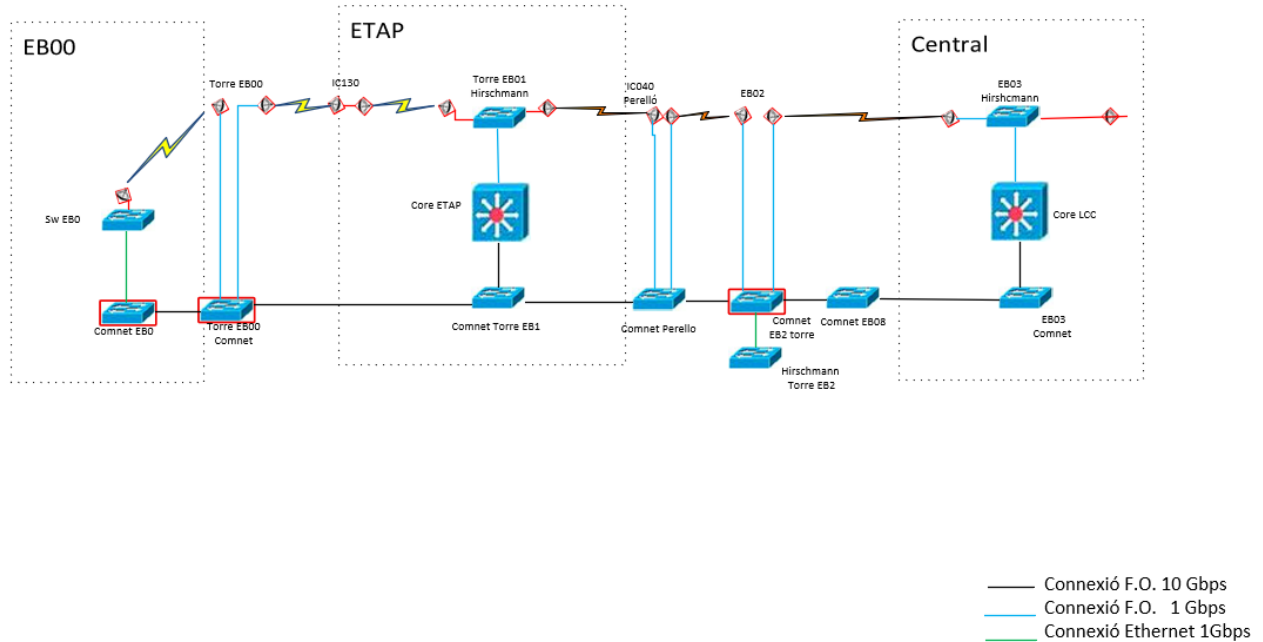 EB00
ETAP
Central
Torre EB00
IC130
Torre EB01
Hirschmann
IC040
Perelló
EB02
EB03
Hirshcmann
Sw EB0
Core ETAP
Core LCC
Comnet EB0
Torre EB00
Comnet
Comnet Torre EB1
Comnet Perello
Comnet
EB2 torre
Comnet EB08
EB03
Comnet
Hirschmann
Torre EB2
Connexió F.O. 10 Gbps
Connexió F.O. 1 Gbps
Connexió Ethernet 1Gbps